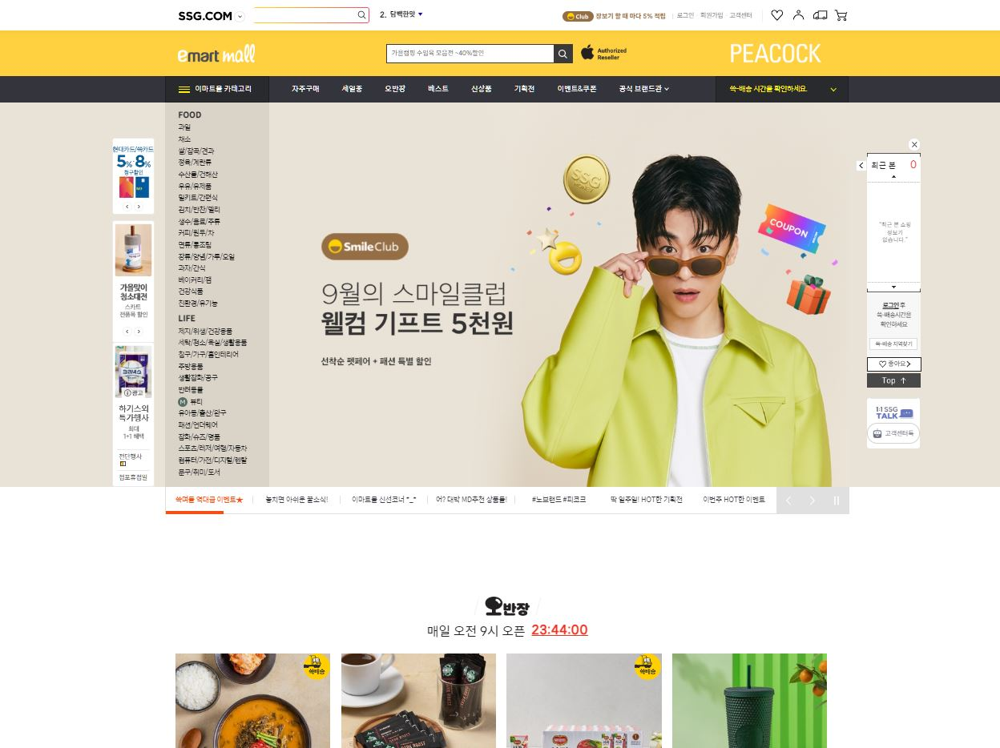 SSG.COM
2. 담백한맛
Club 장보기 할 때 마다 5% 적립
로그인
회원가입
고객센터
emart mall
가을캠핑 수입육 모음전 ~40%할인
Authorized
Reseller
PEACOCK
이마트몰 카테고리
자주구매
세일중
오반장
베스트
신상품
기획전
이벤트&쿠폰
공식 브랜드관
쓱-배송 시간을 확인하세요.
FOOD
과일
채소
쌀/잡곡/견과
정육/계란류
수산물/건해산
우유/유제품
밀키트/간편식
김치/반찬/델리
생수/음료/주류
커피/원두/차
면류/통조림
장류/양념/가루/오일
과자/간식
베이커리/잼
건강식품
친환경/유기농
LIFE
제지/위생/건강용품
세탁/청소/욕실/생활용품
침구/가구/홈인테리어
주방용품
생활잡화/공구
반려동물
M 뷰티
유아동/출산/완구
패션/언더웨어
잡화/슈즈/명품
스포츠/레저/여행/자동차
컴퓨터/가전/디지털/렌탈
문구/취미/도서
현대카드/쓱카드
5%~8%
청구할인
가을맞이
청소대전
스카트
전품목 할인
크리넥스
광고
하기스외
특가행사
최대
1+1 혜택
전단행사
점포휴점일
SmileClub
9월의 스마일클럽
웰컴 기프트 5천원
선착순 펫페어 + 패션 특별 할인
SSG
MONEY
COUPON
최근 본 0
"최근 본 쇼핑
정보가
없습니다."
로그인 후
쓱-배송시간을
확인하세요
쓱-배송 지역찾기
좋아요
Top
1:1 SSG
TALK
고객센터톡
쓱며들 역대급 이벤트★
놓치면 아쉬운 꿀소식!
이마트몰 신선코너 *_*
어? 대박 MD추천 상품들!
#노브랜드 #피코크
딱 일주일! HOT한 기획전
이번주 HOT한 이벤트
오반장
매일 오전 9시 오픈 23:44:00
쓱배송
쓱배송
DARK ROAST